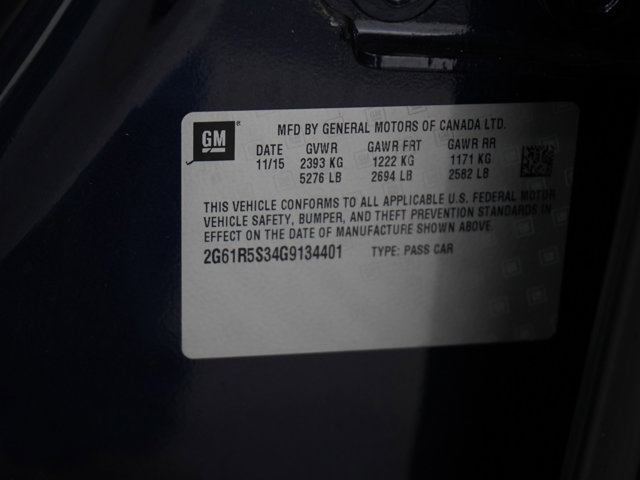 GM® MFD BY GENERAL MOTORS OF CANADA LTD.
DATE GVWR GAWR FRT GAWR RR
11/15 2393 KG 1222 KG 1171 KG
5276 LB 2694 LB 2582 LB
THIS VEHICLE CONFORMS TO ALL APPLICABLE U.S. FEDERAL MOTOR
VEHICLE SAFETY, BUMPER, AND THEFT PREVENTION STANDARDS IN
EFFECT ON THE DATE OF MANUFACTURE SHOWN ABOVE.
2G61R5S34G9134401 TYPE: PASS CAR